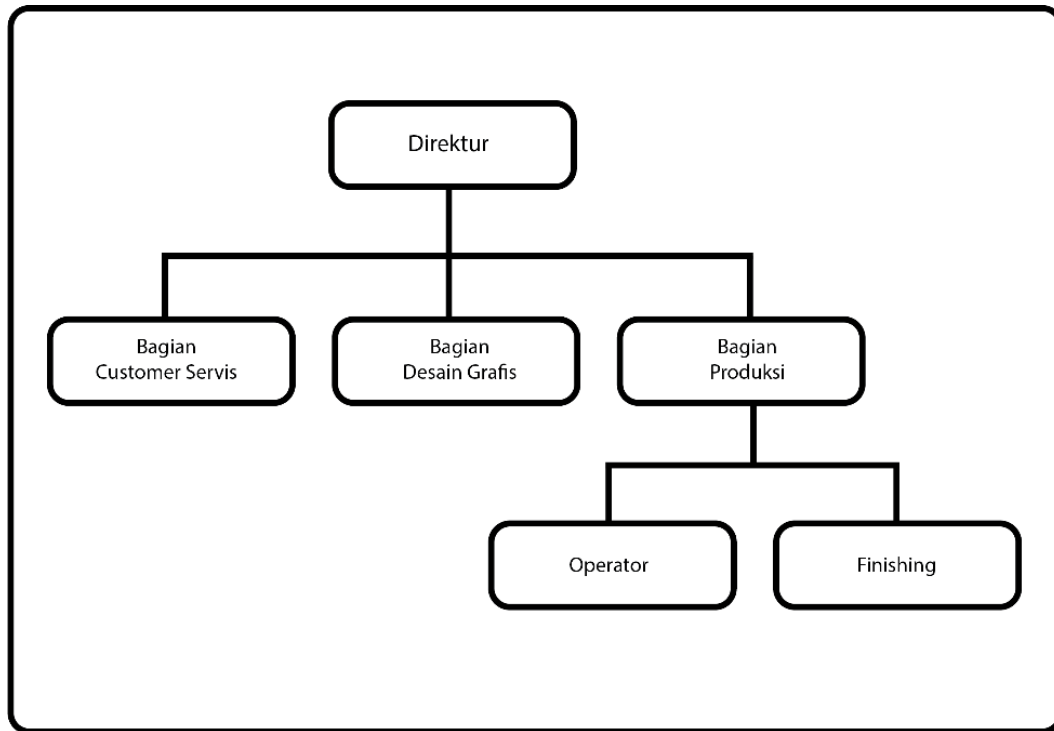 Direktur
Bagian
Customer Servis
Bagian
Desain Grafis
Bagian
Produksi
Operator
Finishing